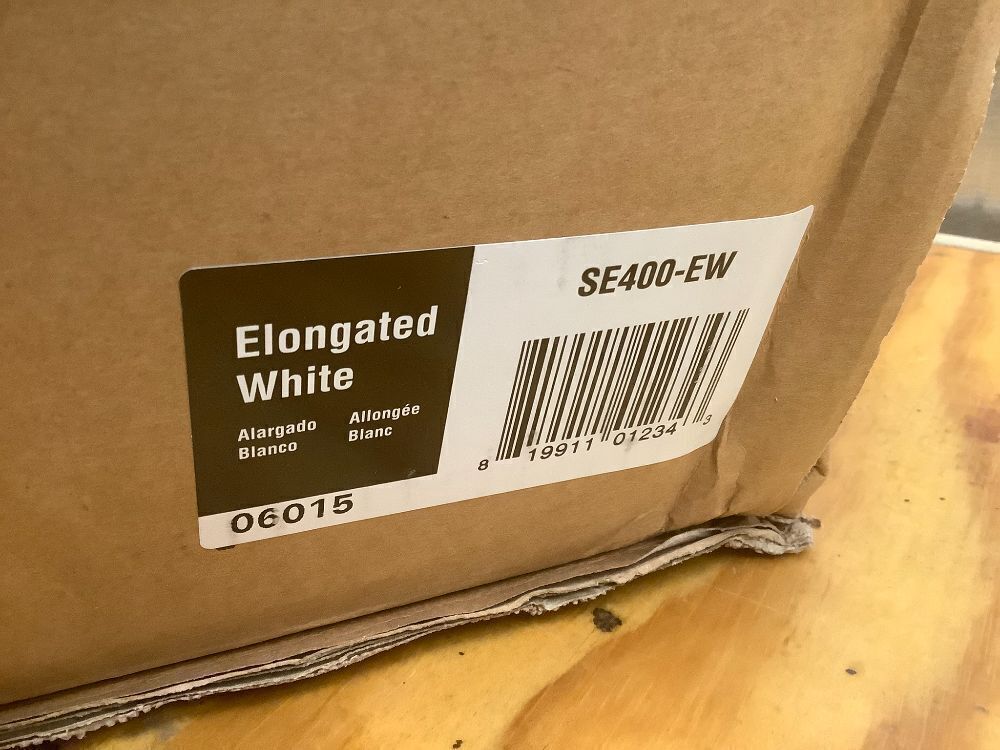 Elongated
White
Alargado
Blanco
Allongée
Blanc
06015
SE400-EW
8 19911 01234 3